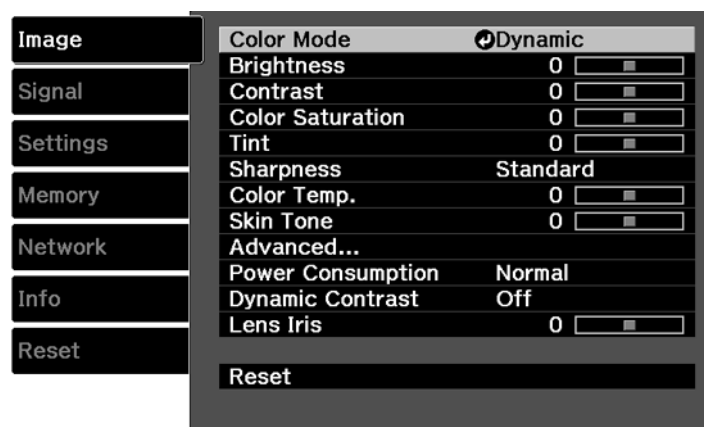 Image
Signal
Settings
Memory
Network
Info
Reset
Color Mode Dynamic
Brightness 0
Contrast 0
Color Saturation 0
Tint 0
Sharpness Standard
Color Temp. 0
Skin Tone 0
Advanced...
Power Consumption Normal
Dynamic Contrast Off
Lens Iris 0
Reset